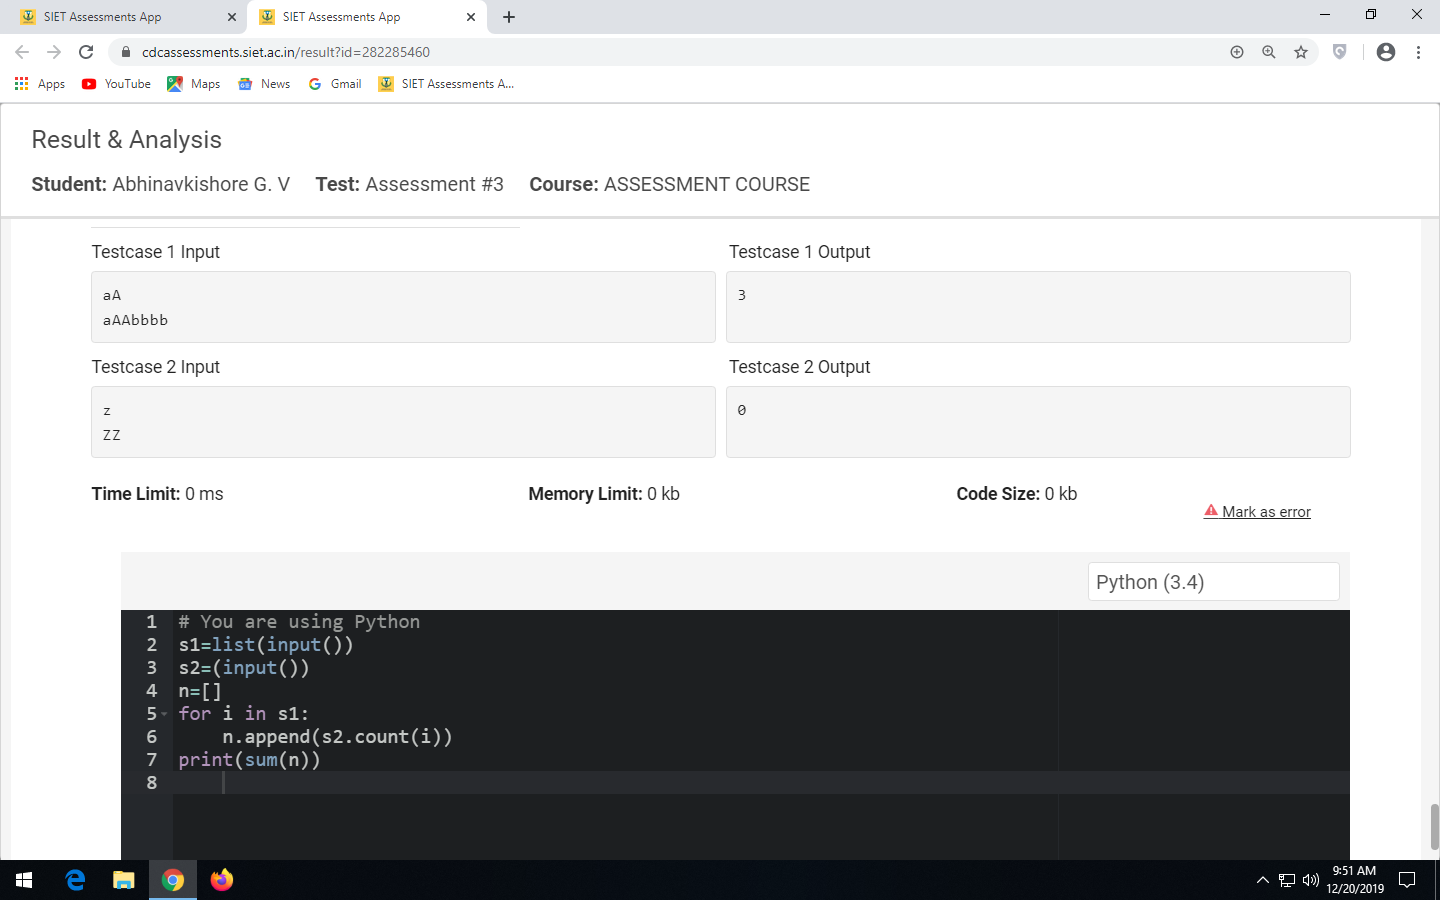 SIET Assessments App
SIET Assessments App
cdcassessments.siet.ac.in/result?id=282285460
Apps YouTube Maps News Gmail SIET Assessments A...
Result & Analysis
Student: Abhinavkishore G. V Test: Assessment #3 Course: ASSESSMENT COURSE
Testcase 1 Input
Testcase 1 Output
aA
aAAbbbb
3
Testcase 2 Input
Testcase 2 Output
z
ZZ
0
Time Limit: 0 ms Memory Limit: 0 kb Code Size: 0 kb
Mark as error
Python (3.4)
1 # You are using Python
2 s1=list(input())
3 s2=(input())
4 n=[]
5 for i in s1:
6     n.append(s2.count(i))
7 print(sum(n))
8
9:51 AM
12/20/2019